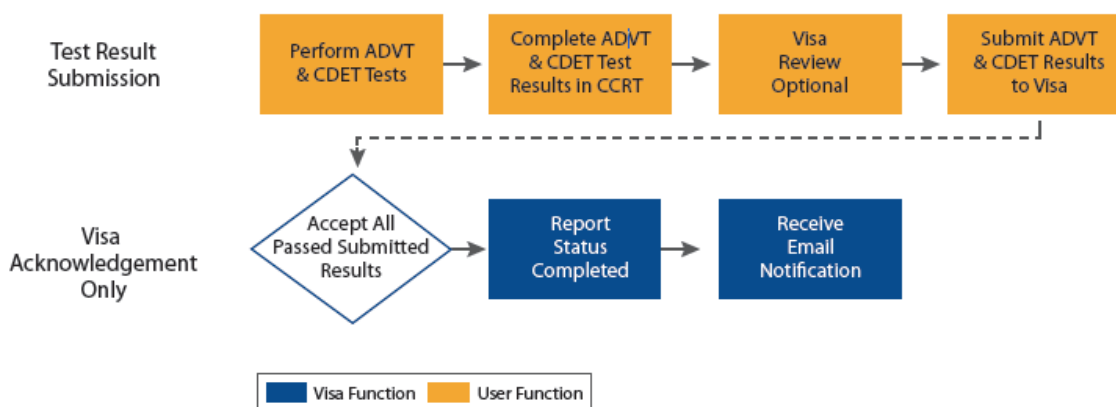 Test Result
Submission
Perform ADVT
& CDET Tests
Complete ADVT
& CDET Test
Results in CCRT
Visa
Review
Optional
Submit ADVT
& CDET Results
to Visa
Visa
Acknowledgement
Only
Accept All
Passed Submitted
Results
Report
Status
Completed
Receive
Email
Notification
Visa Function
User Function